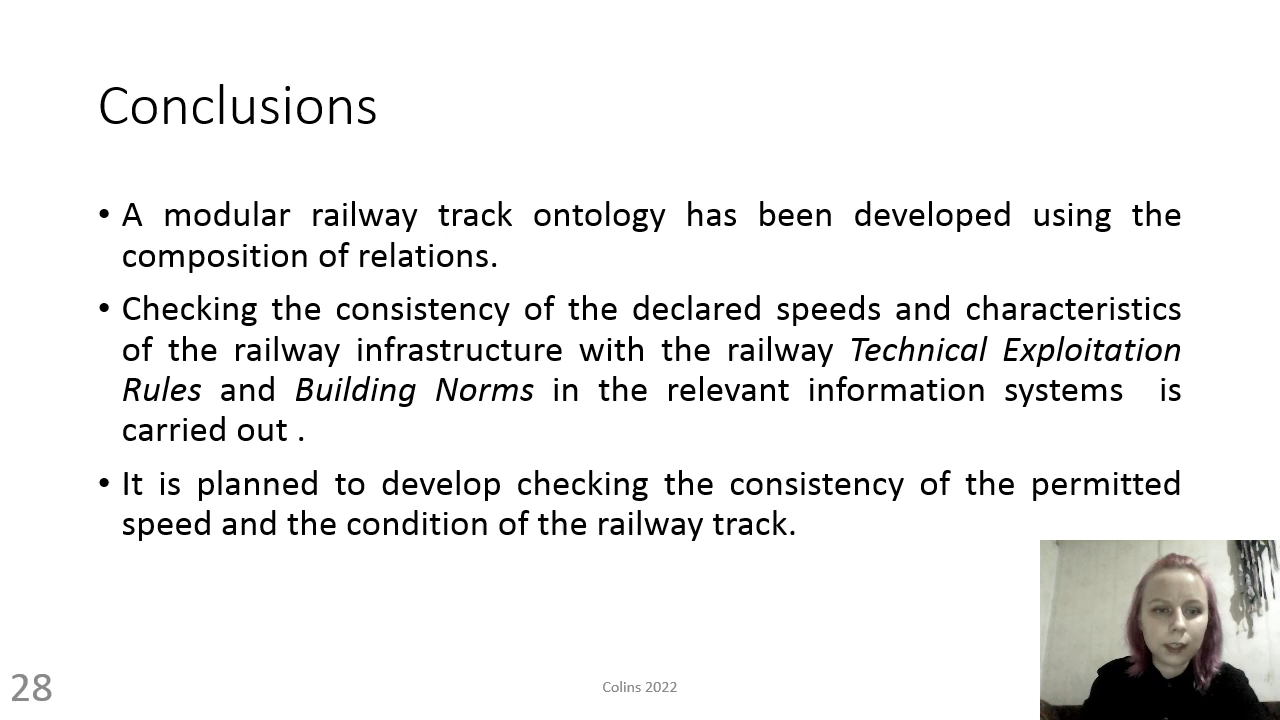 Conclusions
• A modular railway track ontology has been developed using the
composition of relations.
• Checking the consistency of the declared speeds and characteristics
of the railway infrastructure with the railway Technical Exploitation
Rules and Building Norms in the relevant information systems  is
carried out .
• It is planned to develop checking the consistency of the permitted
speed and the condition of the railway track.
28
Colins 2022